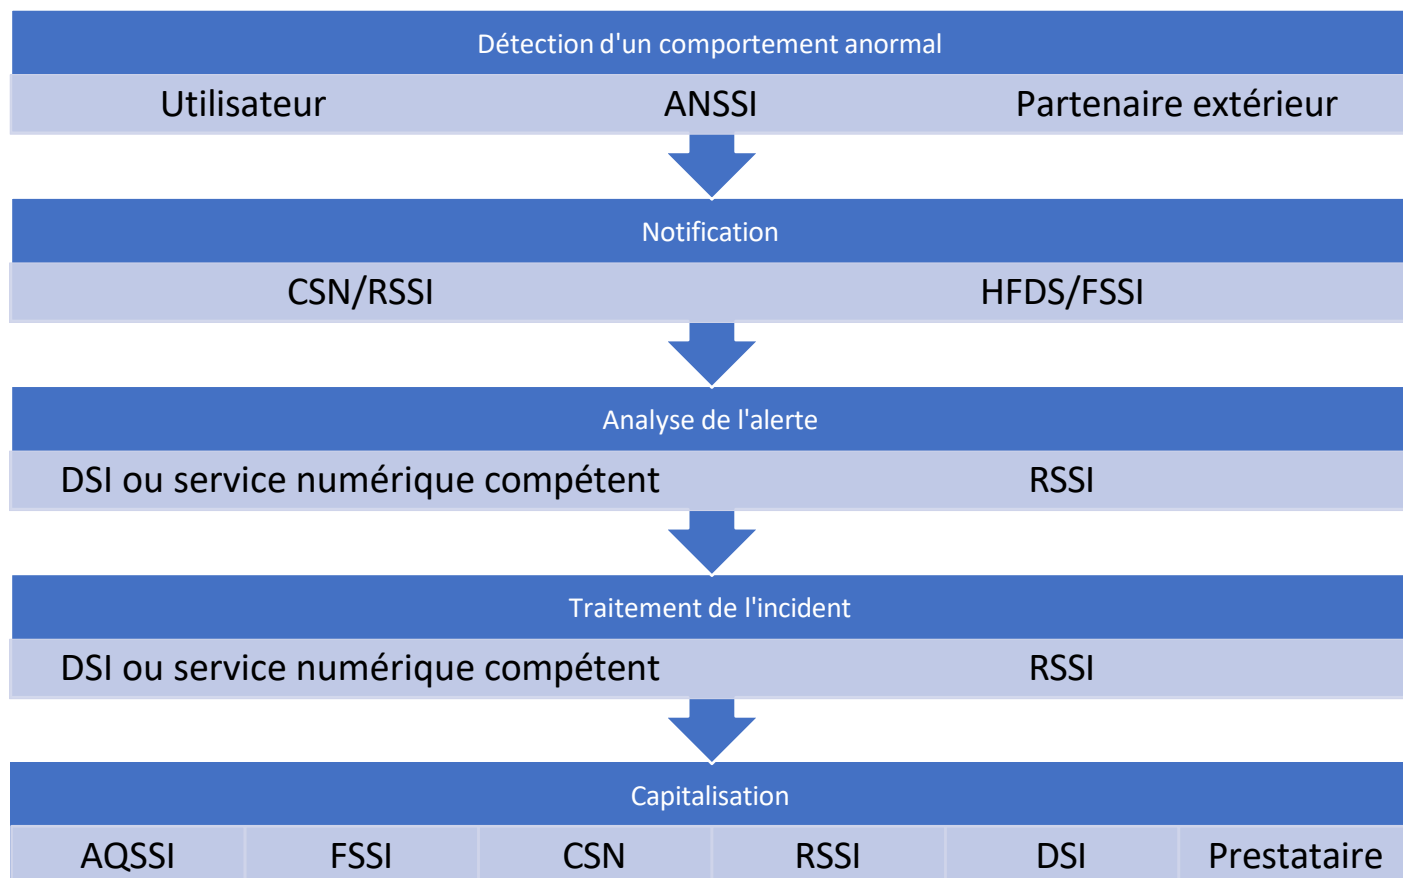 Détection d'un comportement anormal
Utilisateur ANSSI Partenaire extérieur
Notification
CSN/RSSI HFDS/FSSI
Analyse de l'alerte
DSI ou service numérique compétent RSSI
Traitement de l'incident
DSI ou service numérique compétent RSSI
Capitalisation
AQSSI FSSI CSN RSSI DSI Prestataire